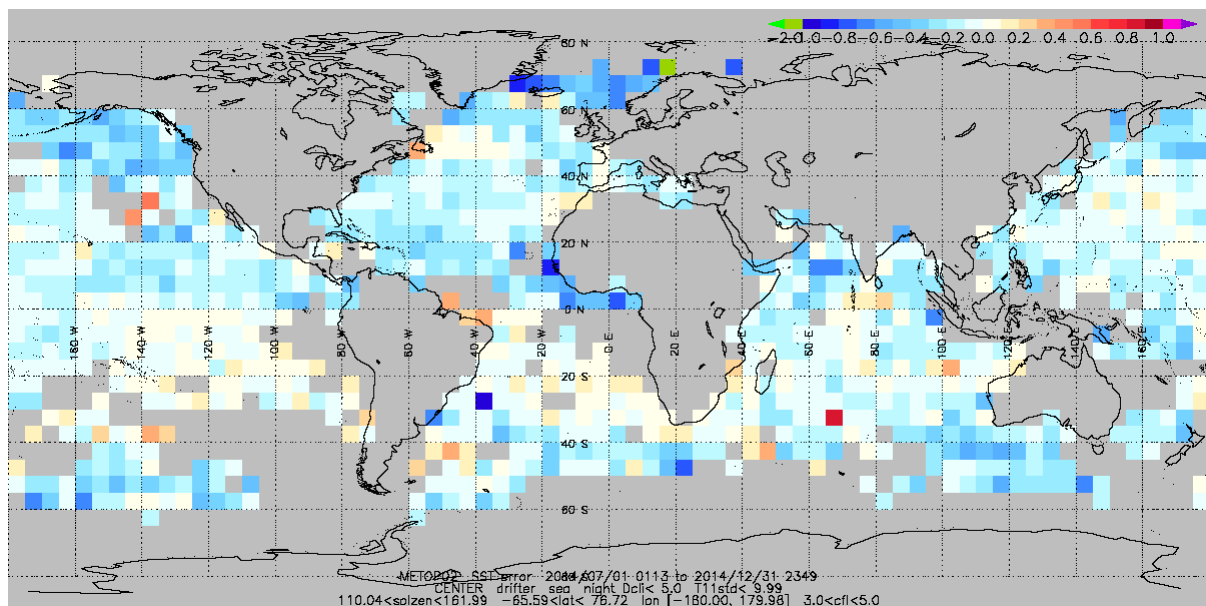 -2.0-1.0-0.8-0.6-0.4-0.2 0.0 0.2 0.4 0.6 0.8 1.0
80 N
60 N
40 N
20 N
0 N
160 W 140 W 120 W 100 W 80 W 60 W 40 W 20 W 0 E 20 E 40 E 60 E 80 E 100 E 120 E 140 E 160 E
20 S
40 S
60 S
80 S
METOP02 SST error 2014/07/01 0113 to 2014/12/31 2349
CENTER drifter sea night Dcli< 5.0 T11std< 9.99
110.04<solzen<161.99 -65.59<lat< 76.72 lon [-180.00, 179.98] 3.0<cfl<5.0